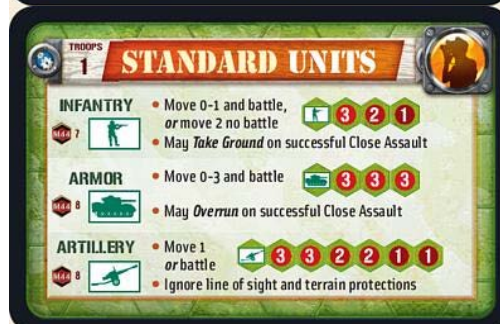 TROOPS
1
STANDARD UNITS
INFANTRY
M44 7
• Move 0-1 and battle,
or move 2 no battle
3 2 1
• May Take Ground on successful Close Assault
ARMOR
M44 8
• Move 0-3 and battle
3 3 3
• May Overrun on successful Close Assault
ARTILLERY
M44 8
• Move 1
or battle
3 3 2 2 1 1
• Ignore line of sight and terrain protections